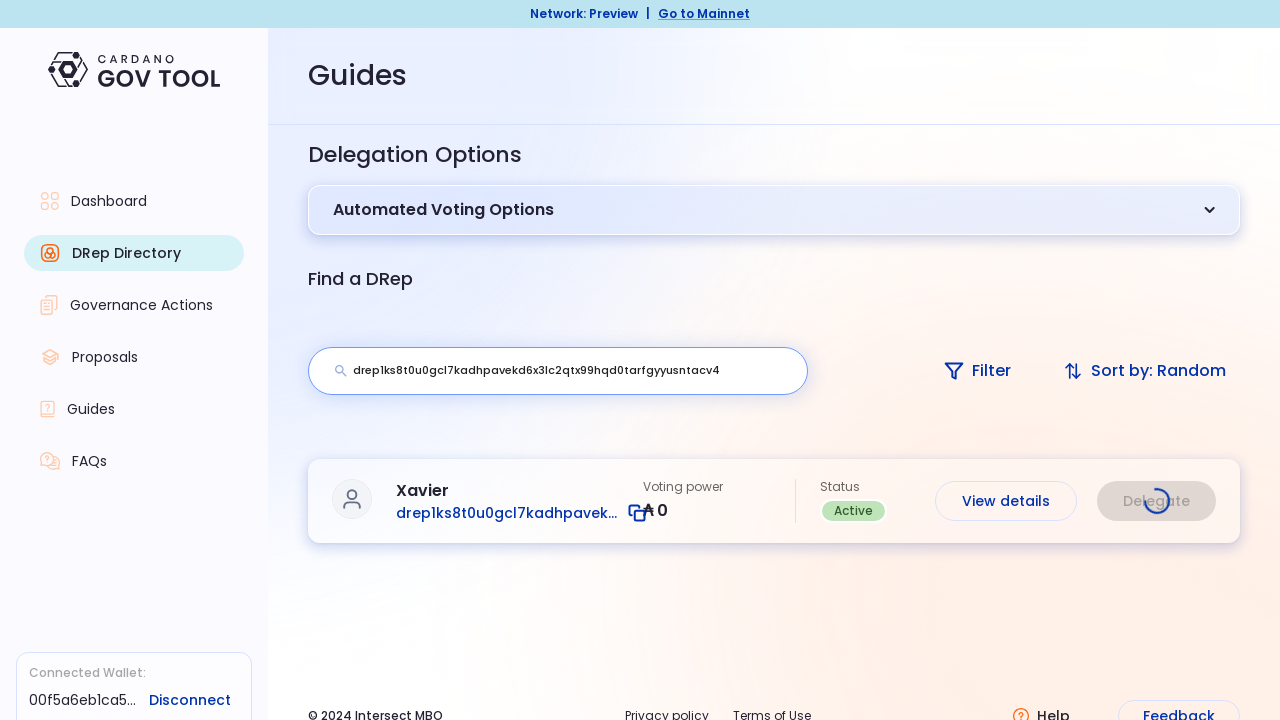 Network: Preview | Go to Mainnet
CARDANO
GOV TOOL
Guides
Delegation Options
Dashboard
Automated Voting Options
DRep Directory
Find a DRep
Governance Actions
Proposals
drep1ks8t0u0gcl7kadhpavekd6x3lc2qtx99hqd0tarfgyyusntacv4
Filter
Sort by: Random
Guides
FAQs
Xavier
drep1ks8t0u0gcl7kadhpavek...
Voting power
₳ 0
Status
Active
View details
Delegate
Connected Wallet:
00f5a6eb1ca5...
Disconnect
© 2024 Intersect MBO
Privacy policy
Terms of Use
Help
Feedback